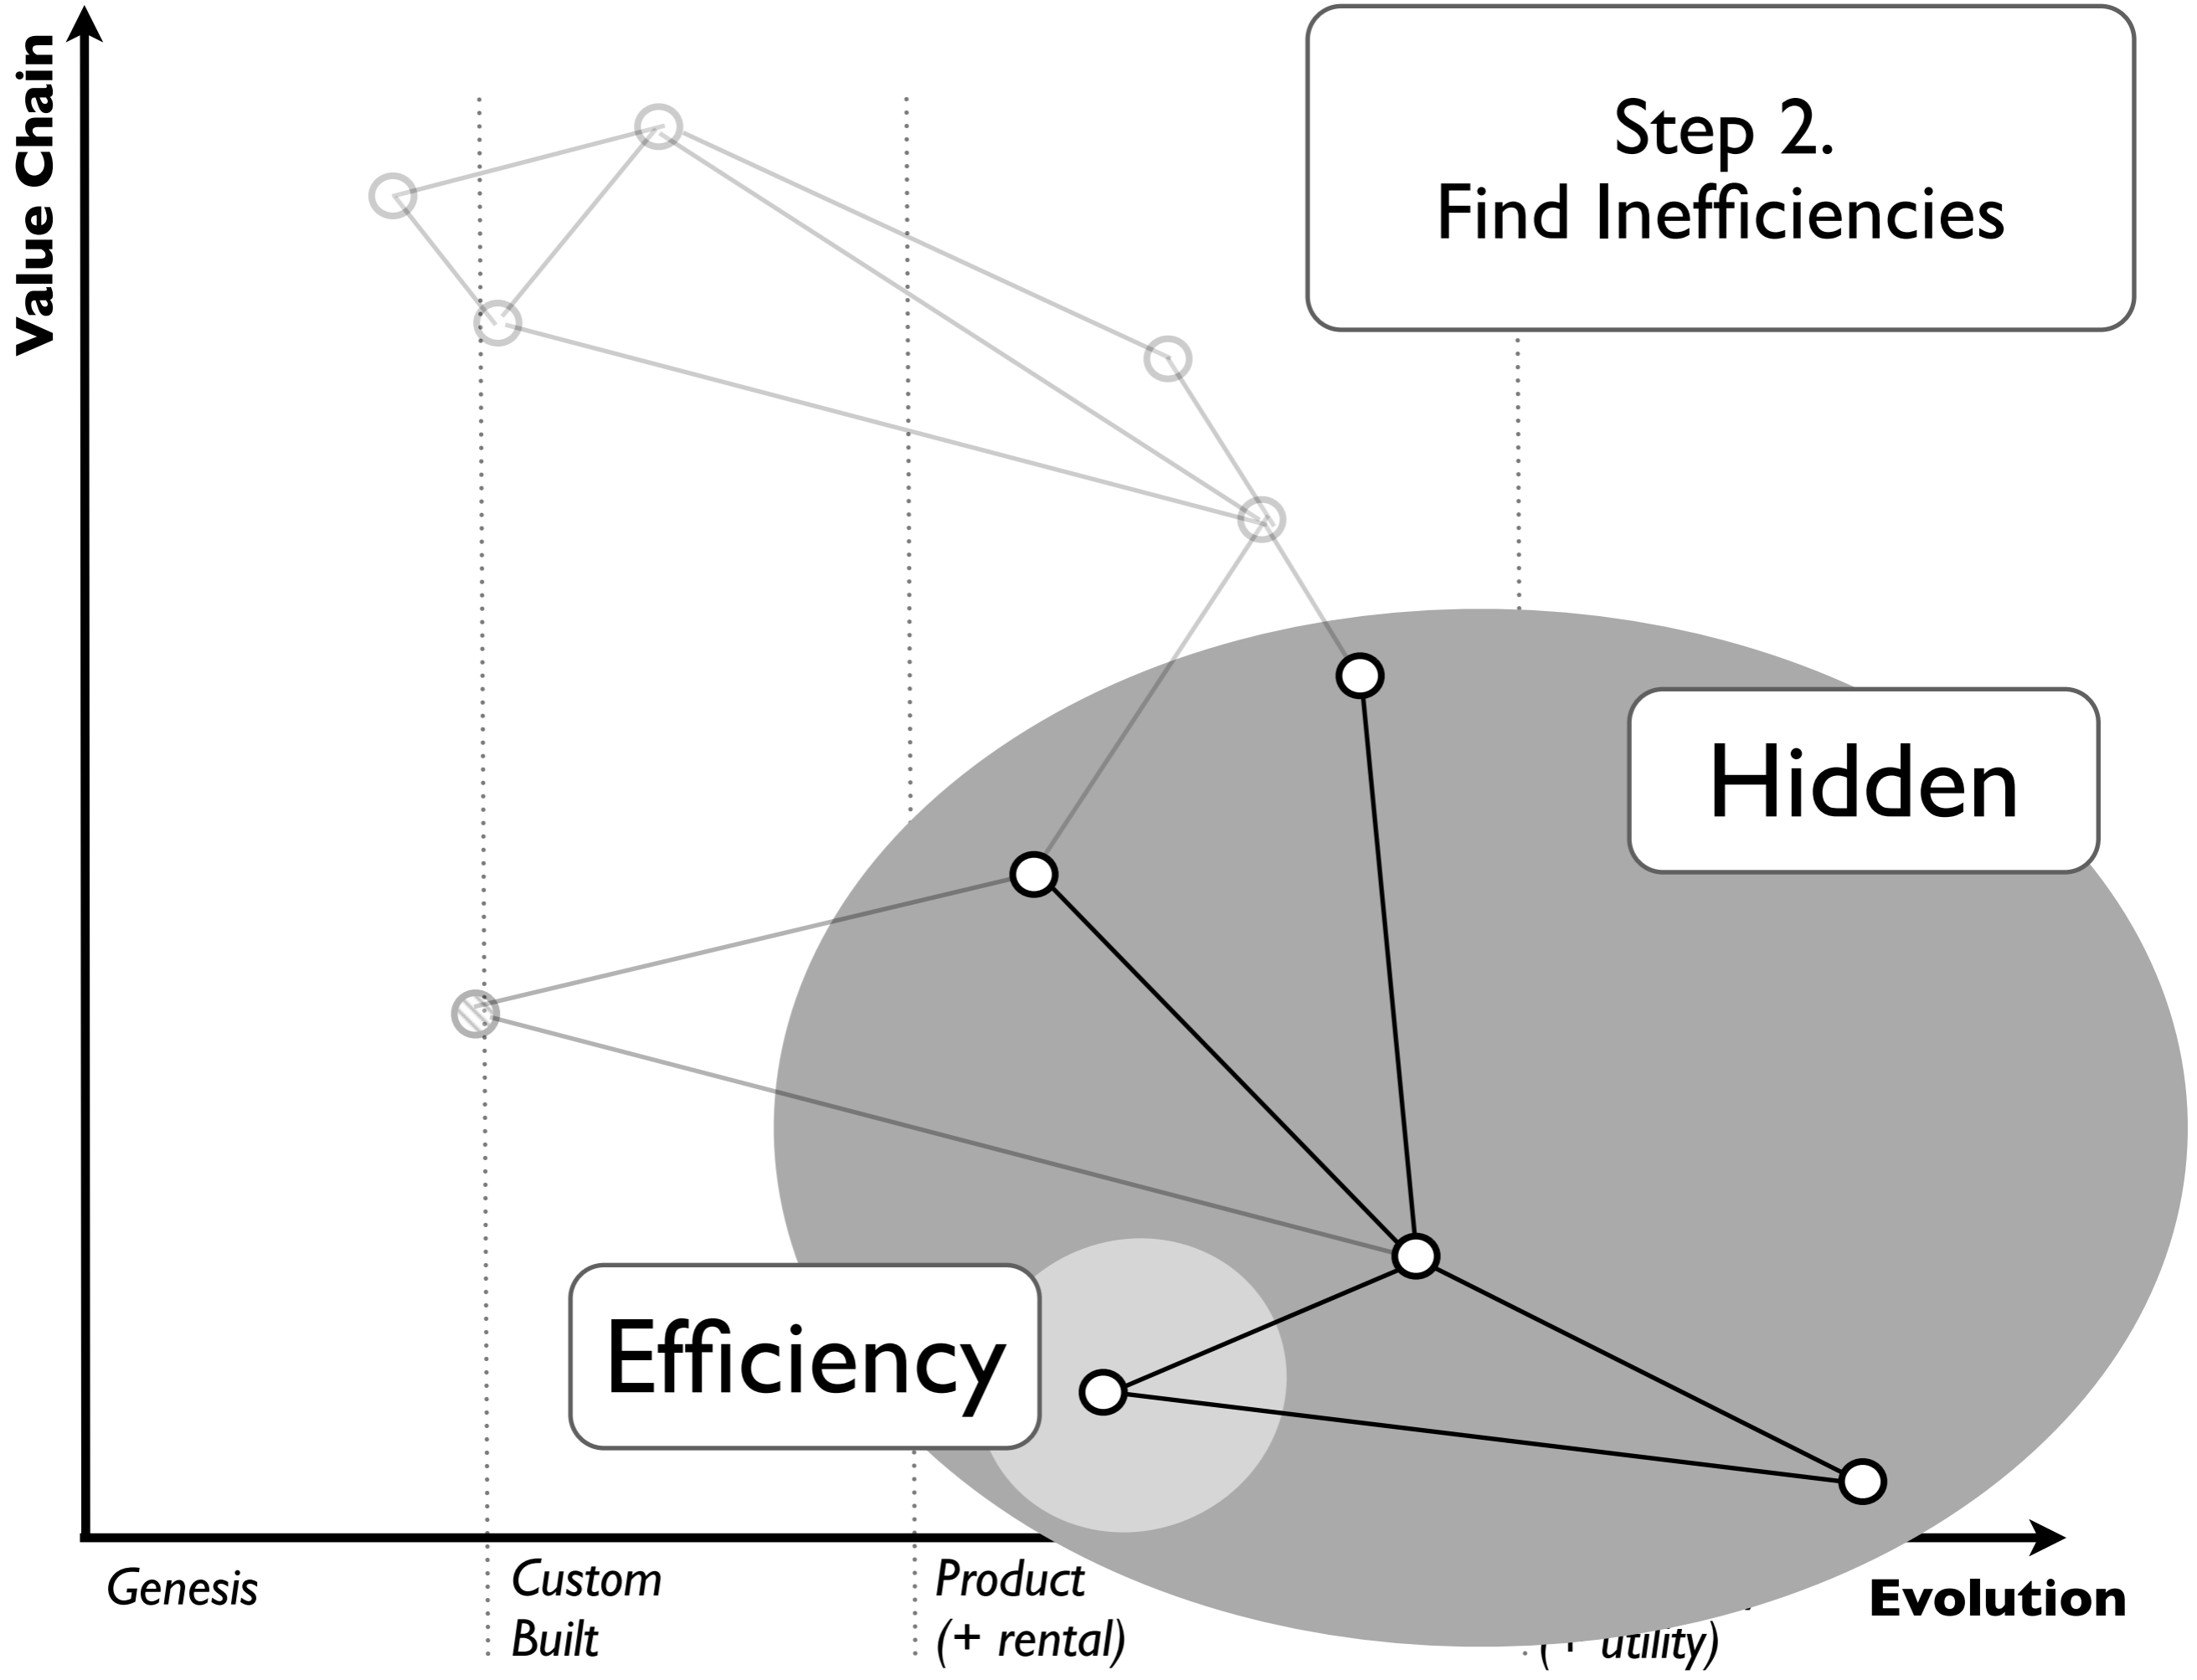 Value Chain
Step 2.
Find Inefficiencies
Hidden
Efficiency
Genesis
Custom
Built
Product
(+ rental)
(+ utility)
Evolution